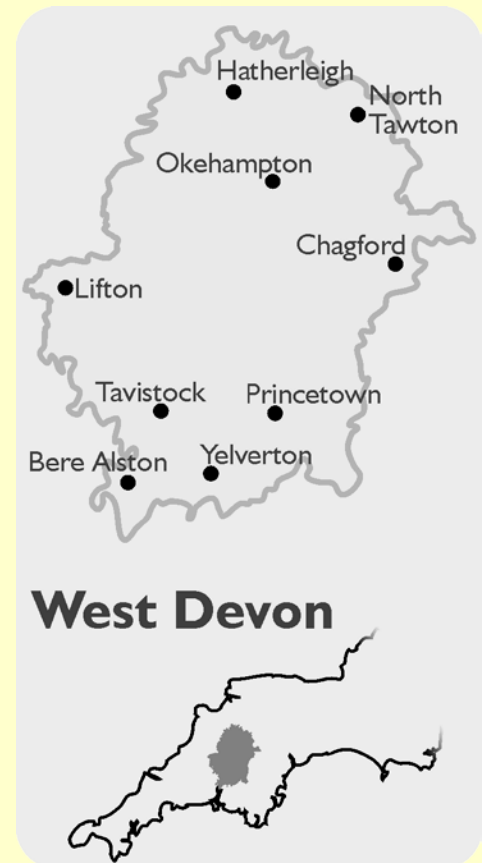 Hatherleigh
North
Tawton
Okehampton
Chagford
Lifton
Tavistock
Princetown
Bere Alston
Yelverton
West Devon